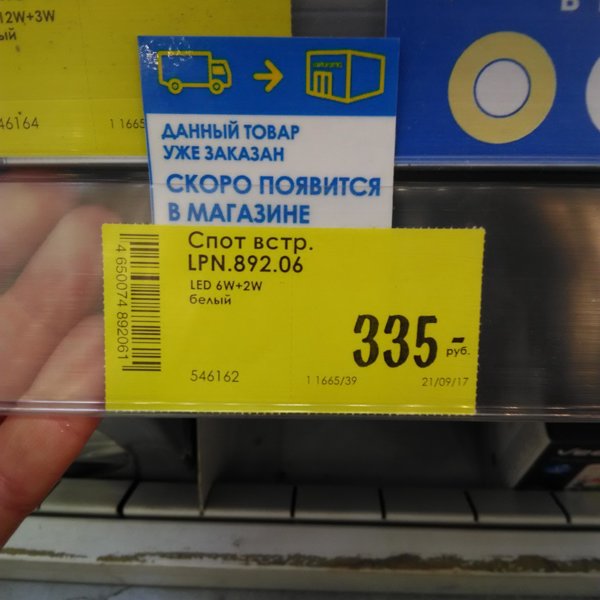 12W+3W
ый
46164
1 1665
В
ДАННЫЙ ТОВАР
УЖЕ ЗАКАЗАН
СКОРО ПОЯВИТСЯ
В МАГАЗИНЕ
Спот встр.
LPN.892.06
LED 6W+2W
белый
4 650074 892061
335.-
руб.
546162
1 1665/39
21/09/17